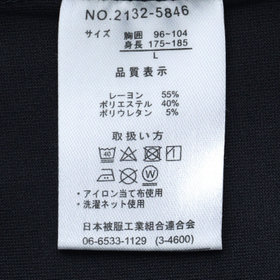 NO.2132-5846
サイズ 胸囲 96~104
身長 175~185
L
品質表示
レーヨン 55%
ポリエステル 40%
ポリウレタン 5%
取扱い方
40
W
・アイロン当て布使用
・洗濯ネット使用
日本被服工業組合連合会
06-6533-1129 (3-4600)